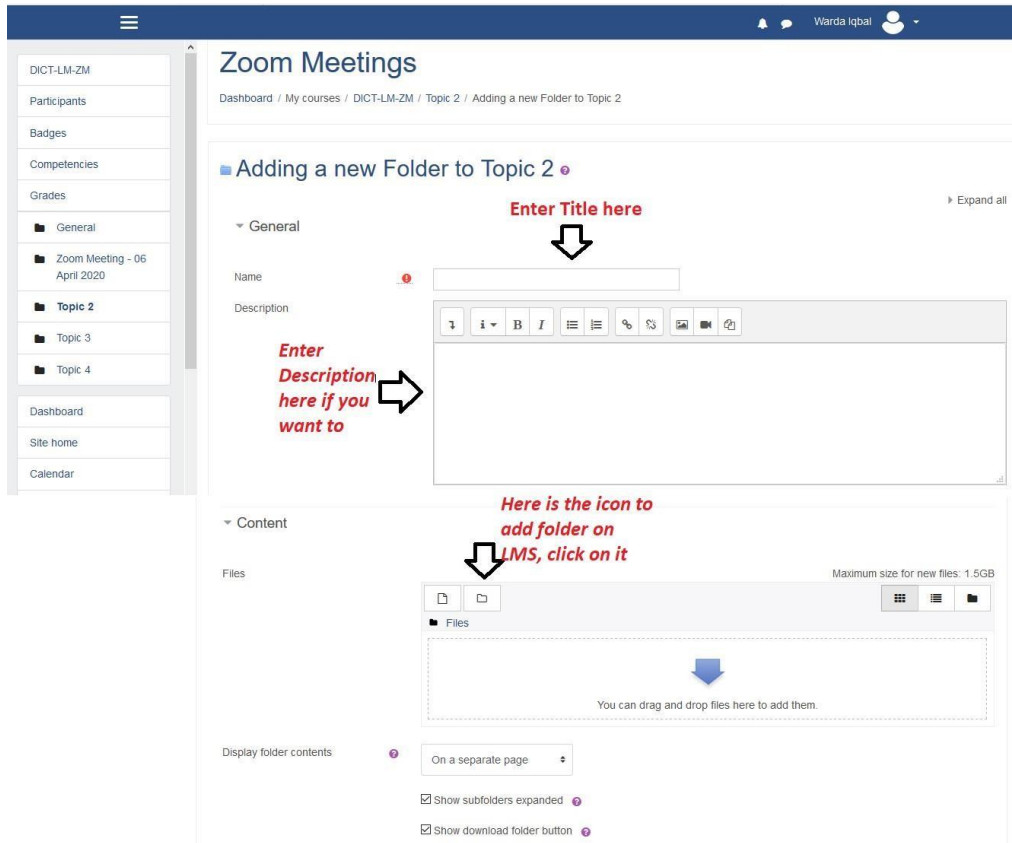 Warda Iqbal
DICT-LM-ZM
Participants
Badges
Competencies
Grades
General
Zoom Meeting - 06
April 2020
Topic 2
Topic 3
Topic 4
Dashboard
Site home
Calendar
Zoom Meetings
Dashboard / My courses / DICT-LM-ZM / Topic 2 / Adding a new Folder to Topic 2
Adding a new Folder to Topic 2
Expand all
Enter Title here
General
Name
Description
i B I
Enter
Description
here if you
want to
Here is the icon to
add folder on
LMS, click on it
Content
Files
Maximum size for new files: 1.5GB
Files
You can drag and drop files here to add them.
Display folder contents
On a separate page
Show subfolders expanded
Show download folder button